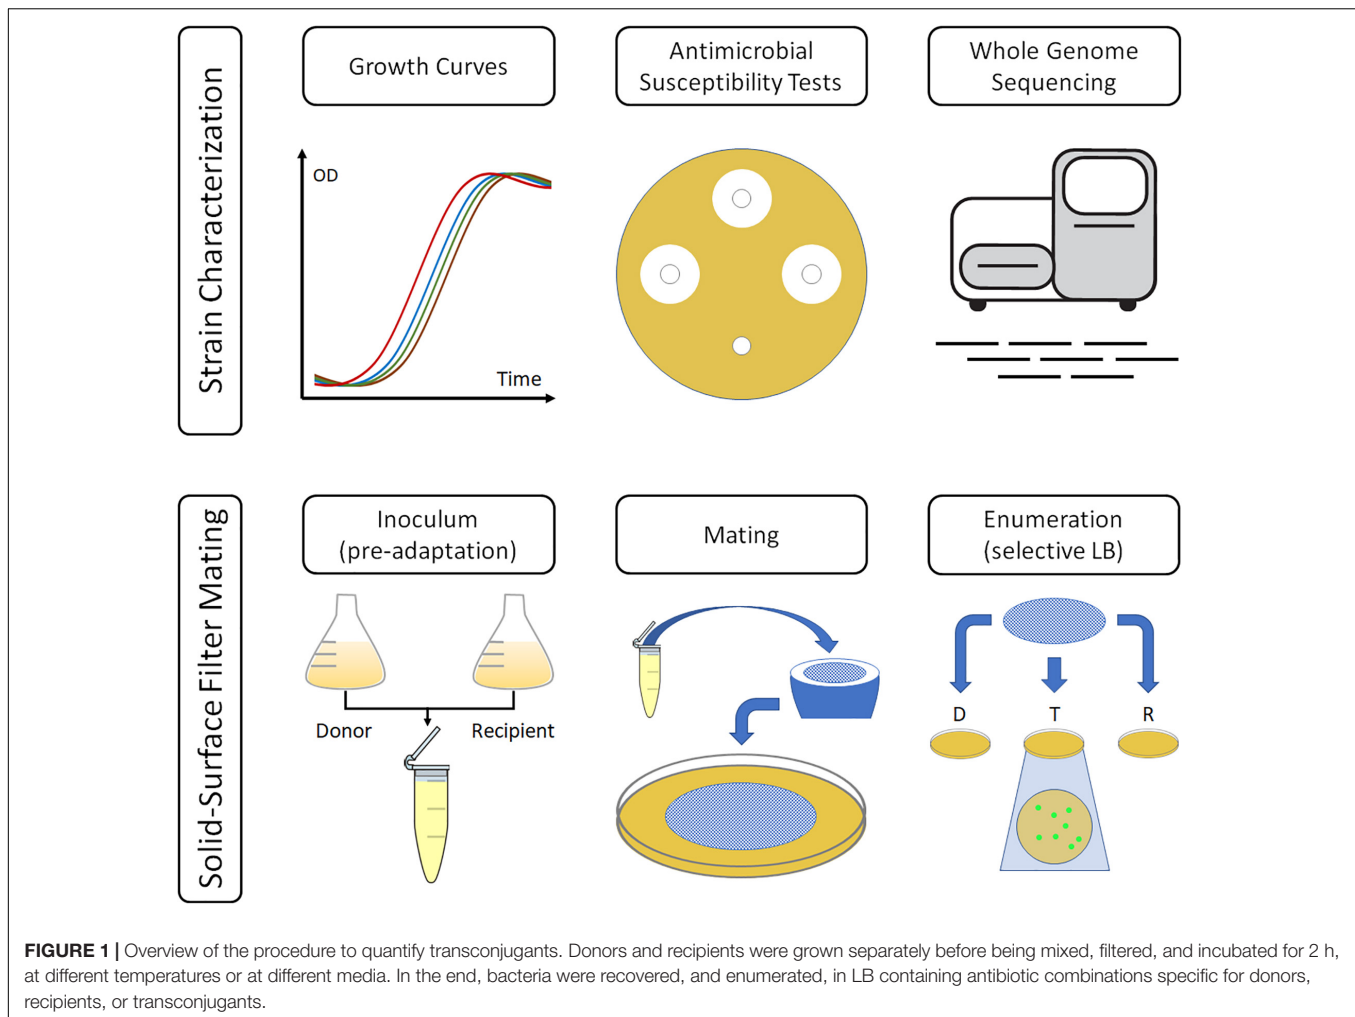 Strain Characterization
Growth Curves
Antimicrobial
Susceptibility Tests
Whole Genome
Sequencing
OD
Time
Solid-Surface Filter Mating
Inoculum
(pre-adaptation)
Mating
Enumeration
(selective LB)
Donor
Recipient
D
T
R
FIGURE 1 | Overview of the procedure to quantify transconjugants. Donors and recipients were grown separately before being mixed, filtered, and incubated for 2 h,
at different temperatures or at different media. In the end, bacteria were recovered, and enumerated, in LB containing antibiotic combinations specific for donors,
recipients, or transconjugants.